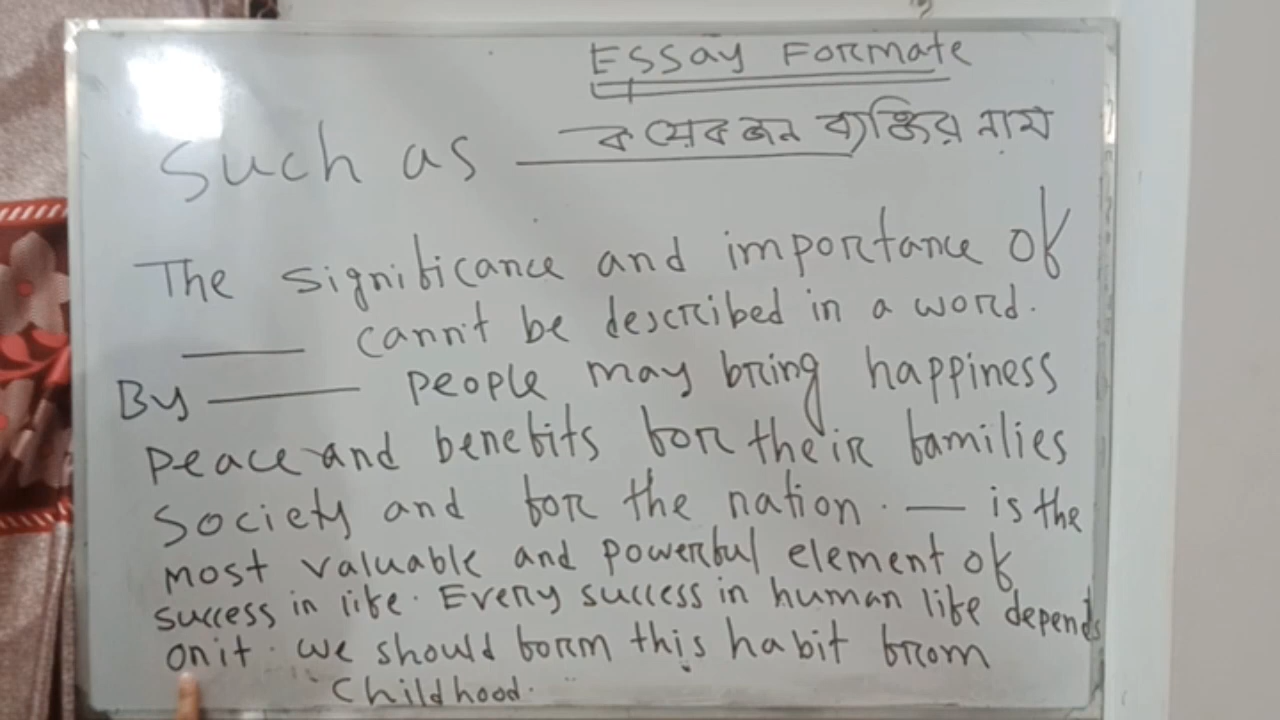 Essay Formate
Such as কয়েকজন ব্যক্তির নাম
The significance and importance of
____ cann't be described in a word.
By ____ people may bring happiness
peace and benefits for their families
Society and for the nation. — is the
most valuable and powerful element of
success in life. Every success in human life depends
on it. we should form this habit from
childhood.